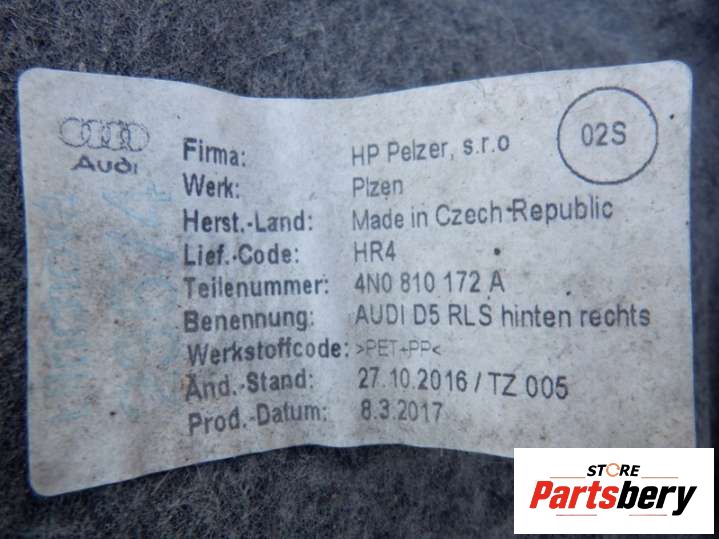 Audi
Firma: HP Pelzer, s.r.o
02S
Werk: Plzen
Herst.-Land: Made in Czech Republic
Lief.-Code: HR4
Teilenummer: 4N0 810 172 A
Benennung: AUDI D5 RLS hinten rechts
Werkstoffcode: >PET+PP<
Änd.-Stand: 27.10.2016 / TZ 005
Prod.-Datum: 8.3.2017
STORE
Partsbery